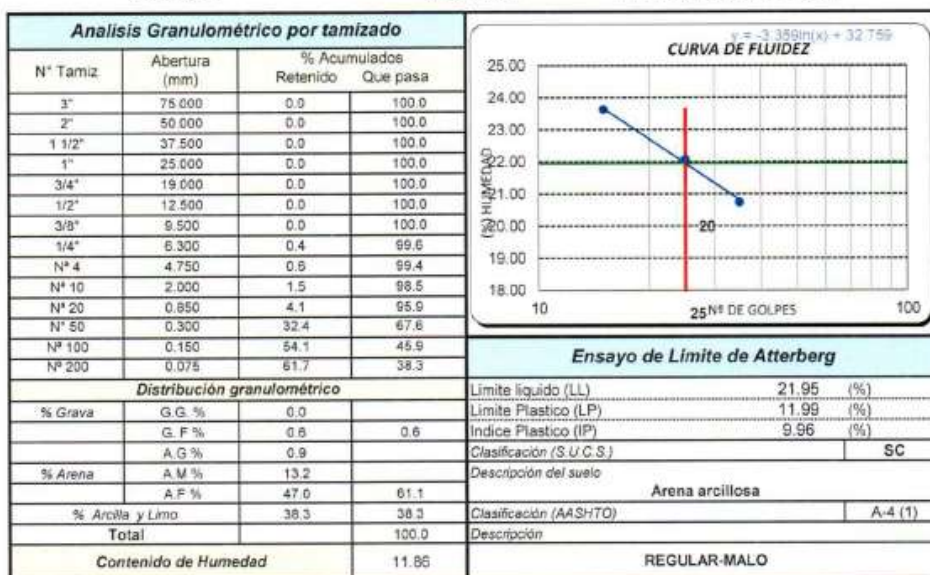 Analisis Granulométrico por tamizado
N° Tamiz Abertura (mm) % Acumulados Retenido Que pasa
3" 75.000 0.0 100.0
2" 50.000 0.0 100.0
1 1/2" 37.500 0.0 100.0
1" 25.000 0.0 100.0
3/4" 19.000 0.0 100.0
1/2" 12.500 0.0 100.0
3/8" 9.500 0.0 100.0
1/4" 6.300 0.4 99.6
Nª 4 4.750 0.6 99.4
Nª 10 2.000 1.5 98.5
Nª 20 0.850 4.1 95.9
N° 50 0.300 32.4 67.6
Nª 100 0.150 54.1 45.9
Nª 200 0.075 61.7 38.3
Distribución granulométrico
% Grava G.G. % 0.0
G. F % 0.6 0.6
A.G % 0.9
% Arena A.M % 13.2
A.F % 47.0 61.1
% Arcilla y Limo 38.3 38.3
Total 100.0
Contenido de Humedad 11.86
y = -3.359ln(x) + 32.759
CURVA DE FLUIDEZ
25.00
24.00
23.00
22.00
21.00
20.00
19.00
18.00
(%) HUMEDAD
20
10 100
25 Nº DE GOLPES
Ensayo de Limite de Atterberg
Limite liquido (LL) 21.95 (%)
Limite Plastico (LP) 11.99 (%)
Indice Plastico (IP) 9.96 (%)
Clasificación (S.U.C.S.) SC
Descripción del suelo
Arena arcillosa
Clasificación (AASHTO) A-4 (1)
Descripción
REGULAR-MALO